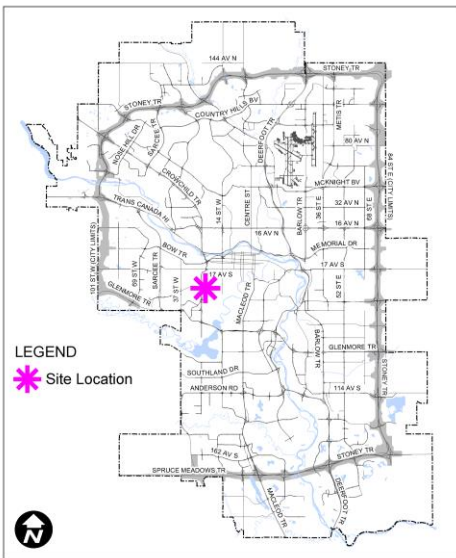 144 AV N
STONEY TR
STONEY TR
COUNTRY HILLS BV
NOSE HILL DR
SARCEE TR
DEERFOOT TR
METIS TR
80 AV N
CROWCHILD TR
MCKNIGHT BV
84 ST E (CITY LIMITS)
TRANS CANADA HI
14 ST W
CENTRE ST
BARLOW TR
36 ST E
32 AV N
68 ST E
16 AV N
16 AV N
101 ST W (CITY LIMITS)
BOW TR
MEMORIAL DR
69 ST W
SARCEE TR
37 ST W
17 AV S
17 AV S
MACLEOD TR
52 ST E
GLENMORE TR
BARLOW TR
GLENMORE TR
LEGEND
Site Location
SOUTHLAND DR
ANDERSON RD
114 AV S
STONEY TR
162 AV S
STONEY TR
SPRUCE MEADOWS TR
MACLEOD TR
DEERFOOT TR
N